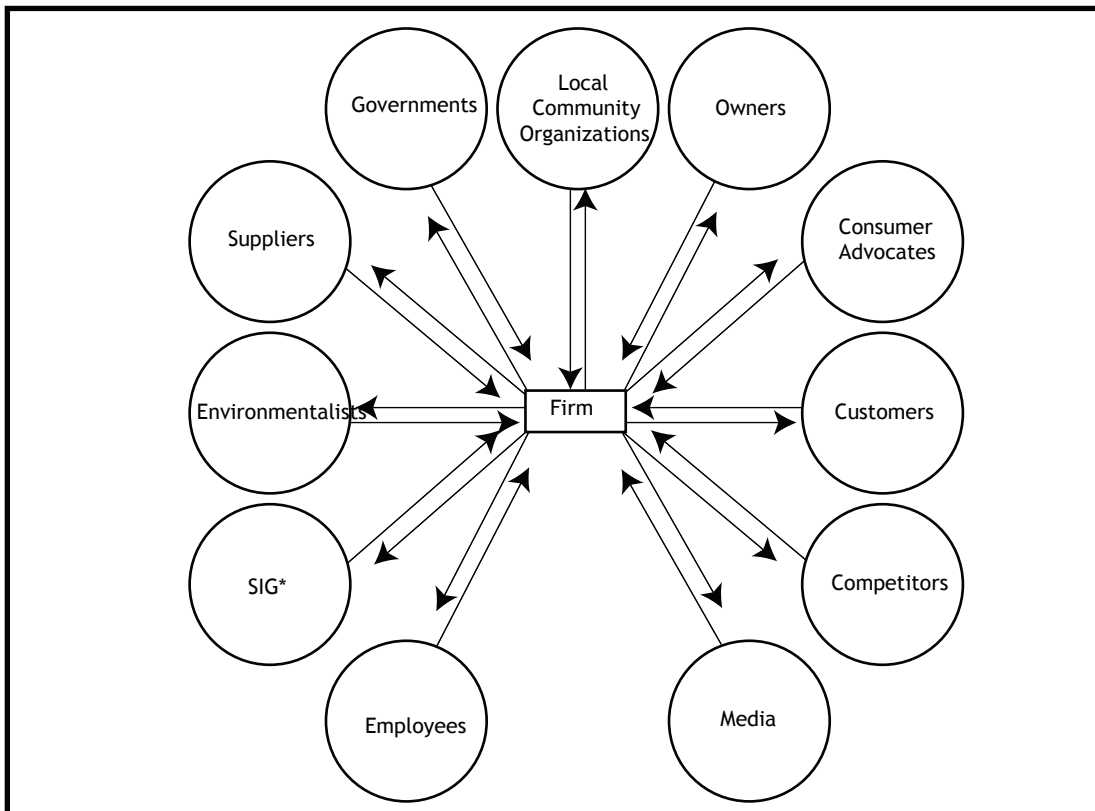 Governments
Local
Community
Organizations
Owners
Suppliers
Consumer
Advocates
Environmentalists
Firm
Customers
SIG*
Competitors
Employees
Media